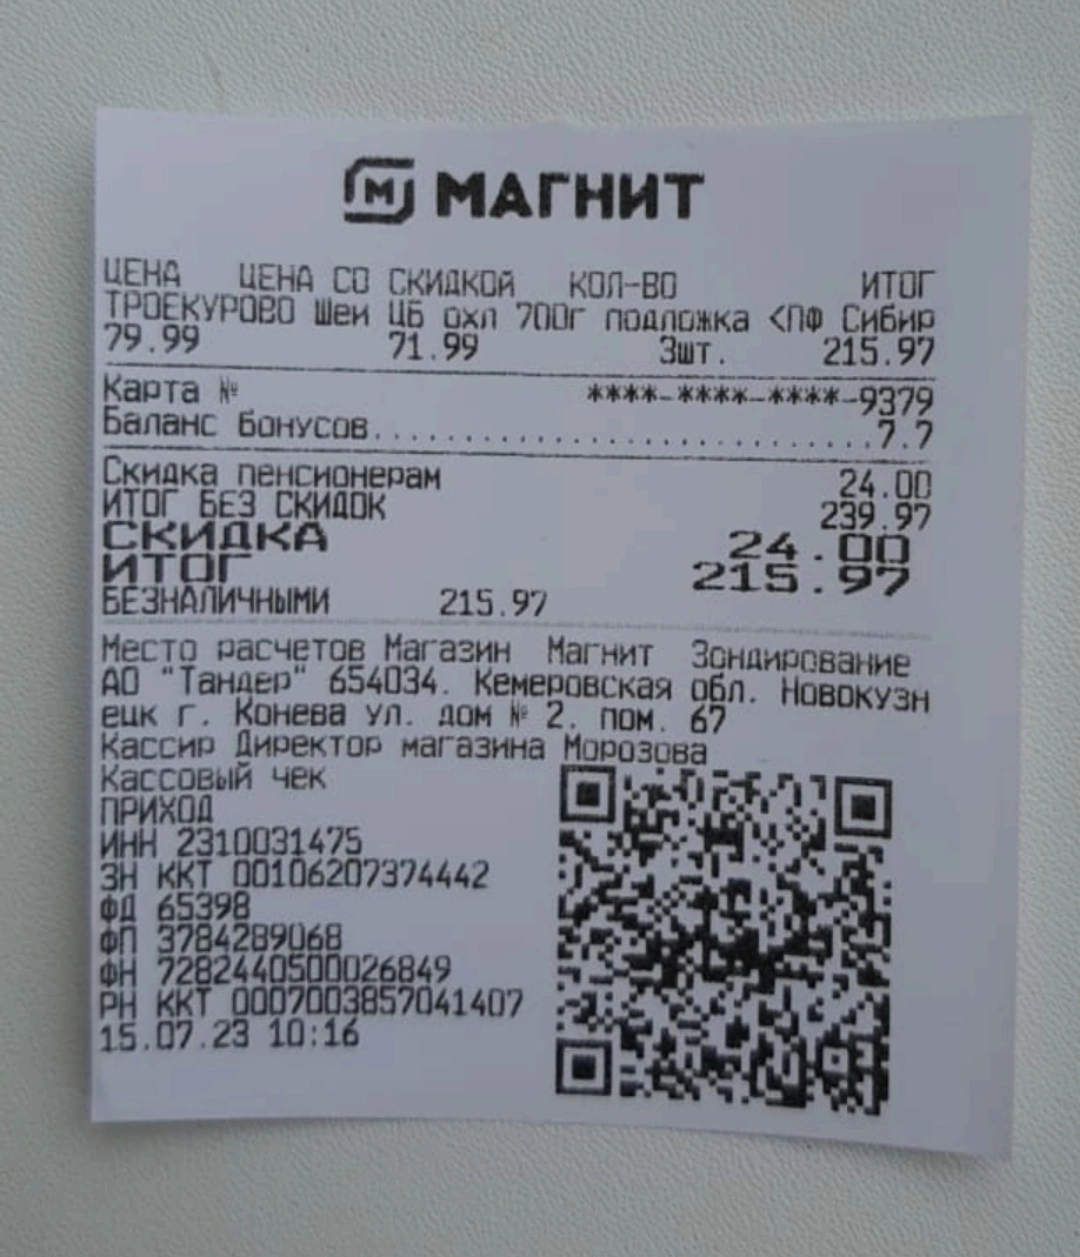 МАГНИТ
ЦЕНА ЦЕНА СО СКИДКОЙ КОЛ-ВО ИТОГ
ТРОЕКУРОВО Шеи ЦБ охл 700г подложка <ПФ Сибир
79.99 71.99 3шт. 215.97
Карта № ****-****-****-9379
Баланс бонусов..............................7.7
Скидка пенсионерам 24.00
ИТОГ БЕЗ СКИДОК 239.97
СКИДКА 24.00
ИТОГ 215.97
БЕЗНАЛИЧНЫМИ 215.97
Место расчетов Магазин Магнит Зондирование
АО "Тандер" 654034. Кемеровская обл. Новокузн
ецк г. Конева ул. дом № 2. пом. 67
Кассир Директор магазина Морозова
Кассовый чек
ПРИХОД
ИНН 2310031475
ЗН ККТ 00106207374442
ФД 65398
ФП 3784289068
ФН 7282440500026849
РН ККТ 0007003857041407
15.07.23 10:16